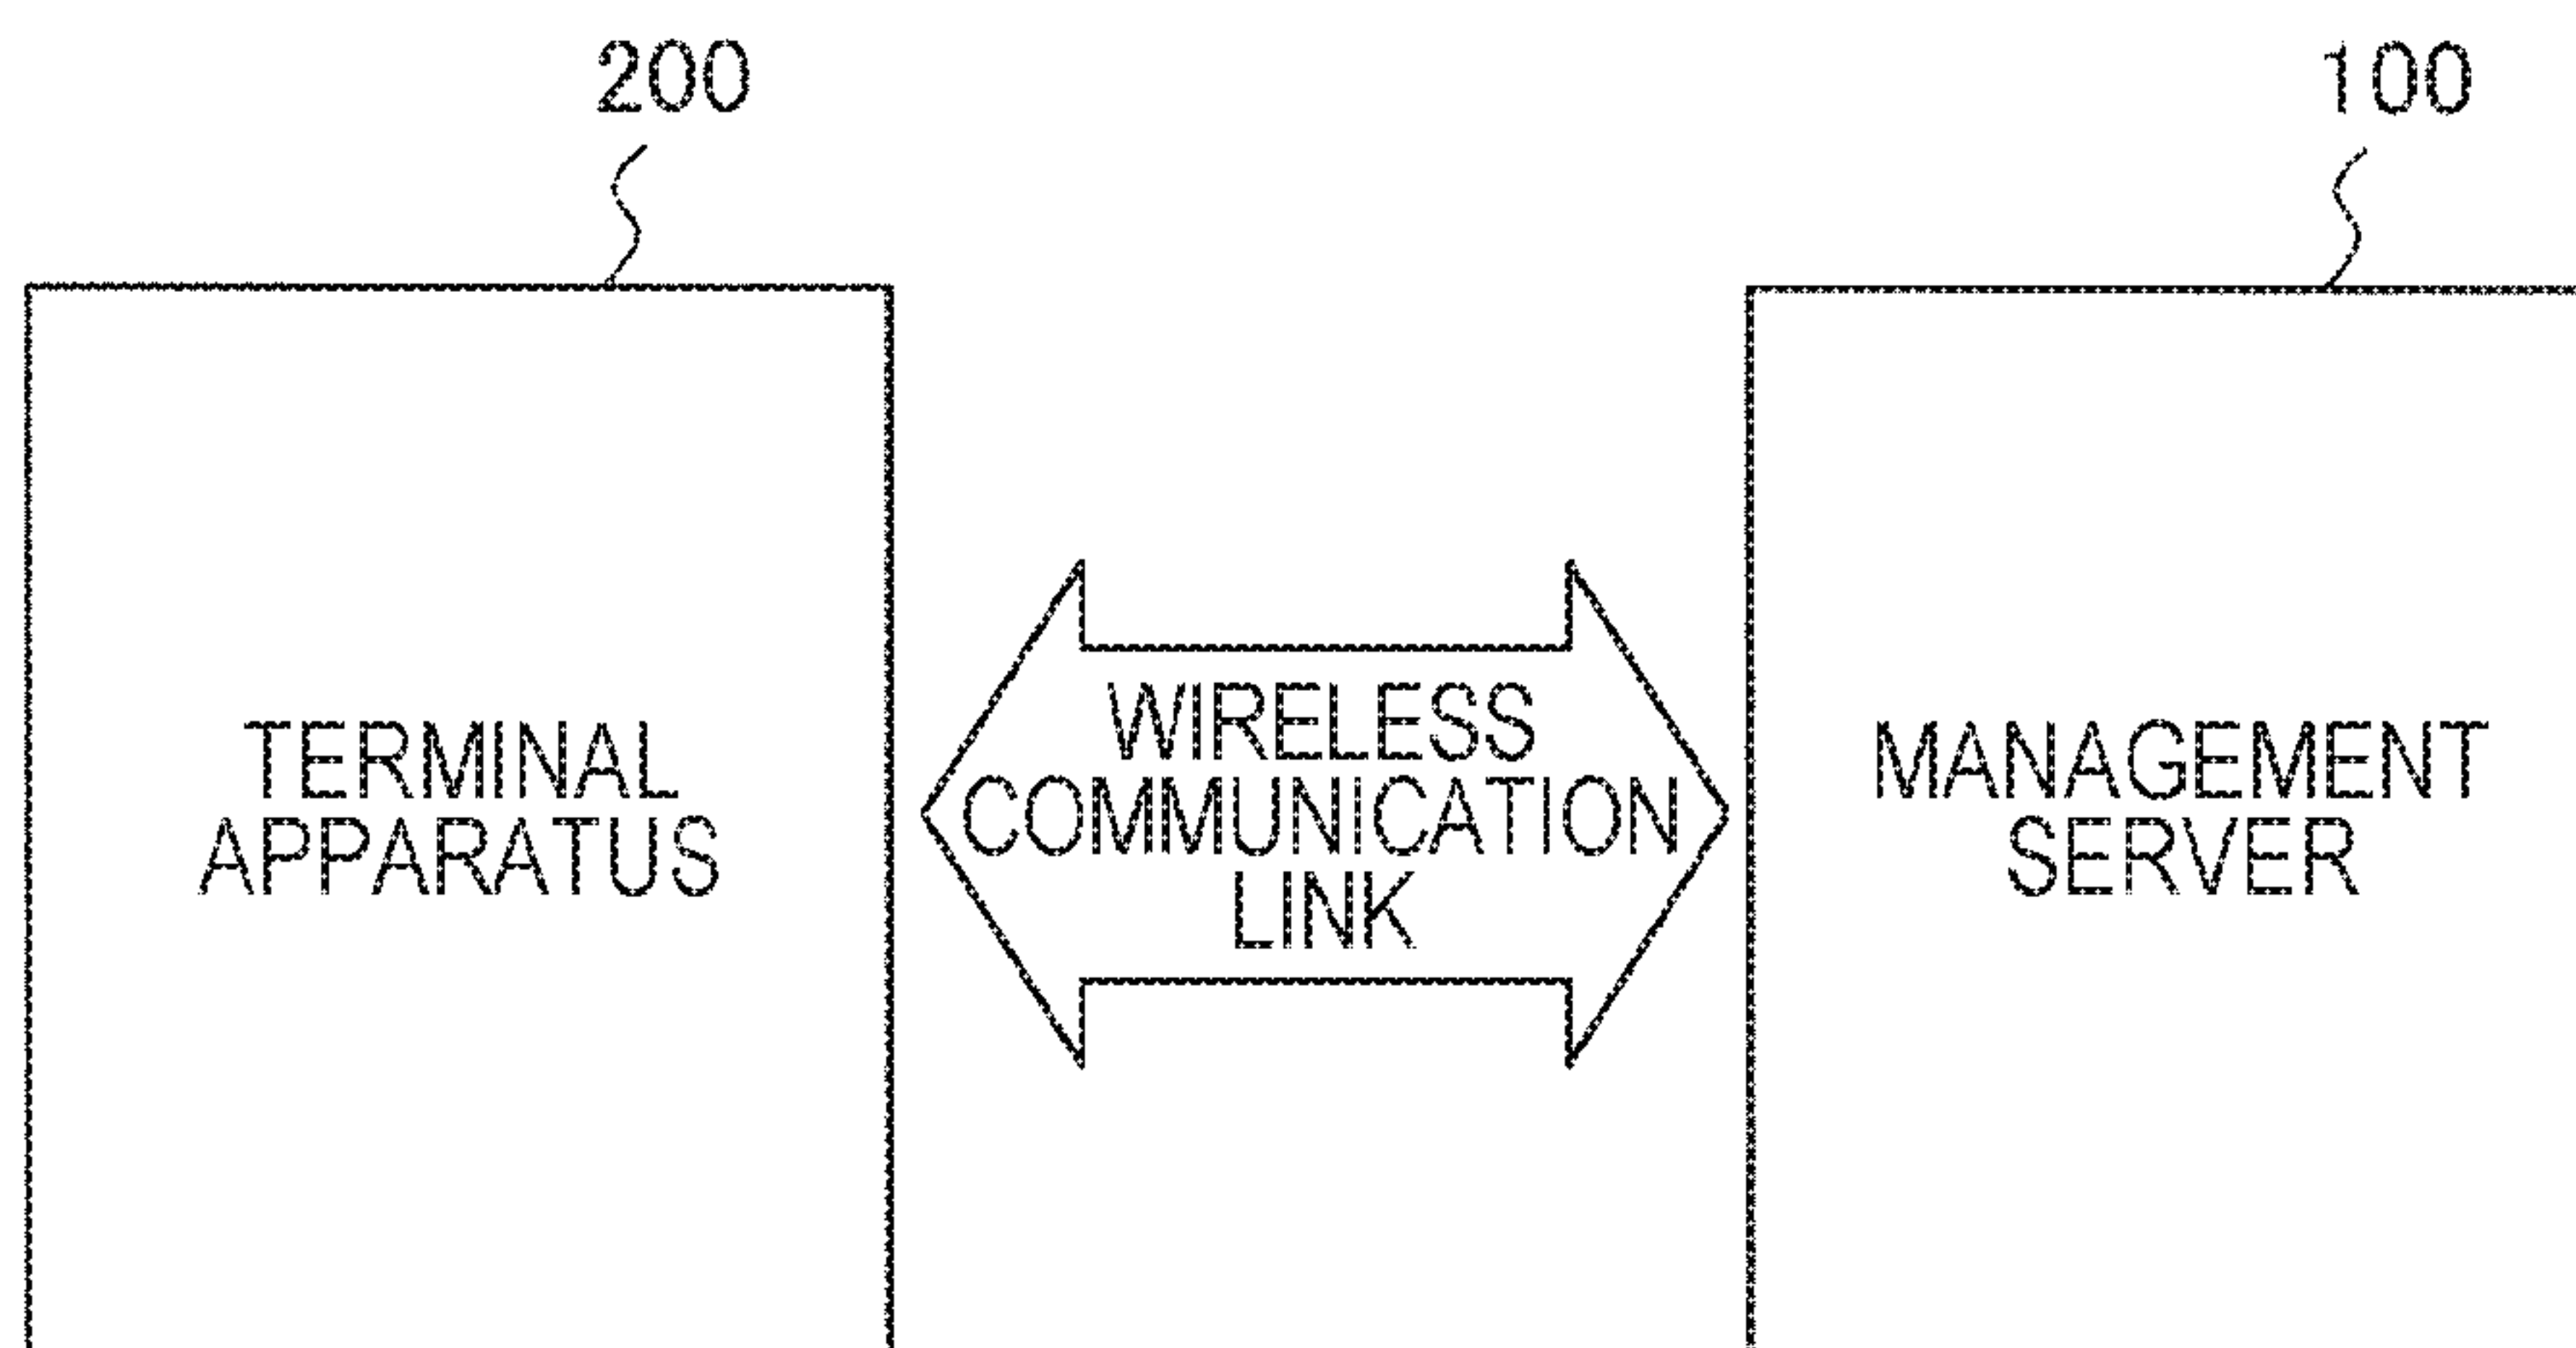 200
100
TERMINAL
APPARATUS
WIRELESS
COMMUNICATION
LINK
MANAGEMENT
SERVER